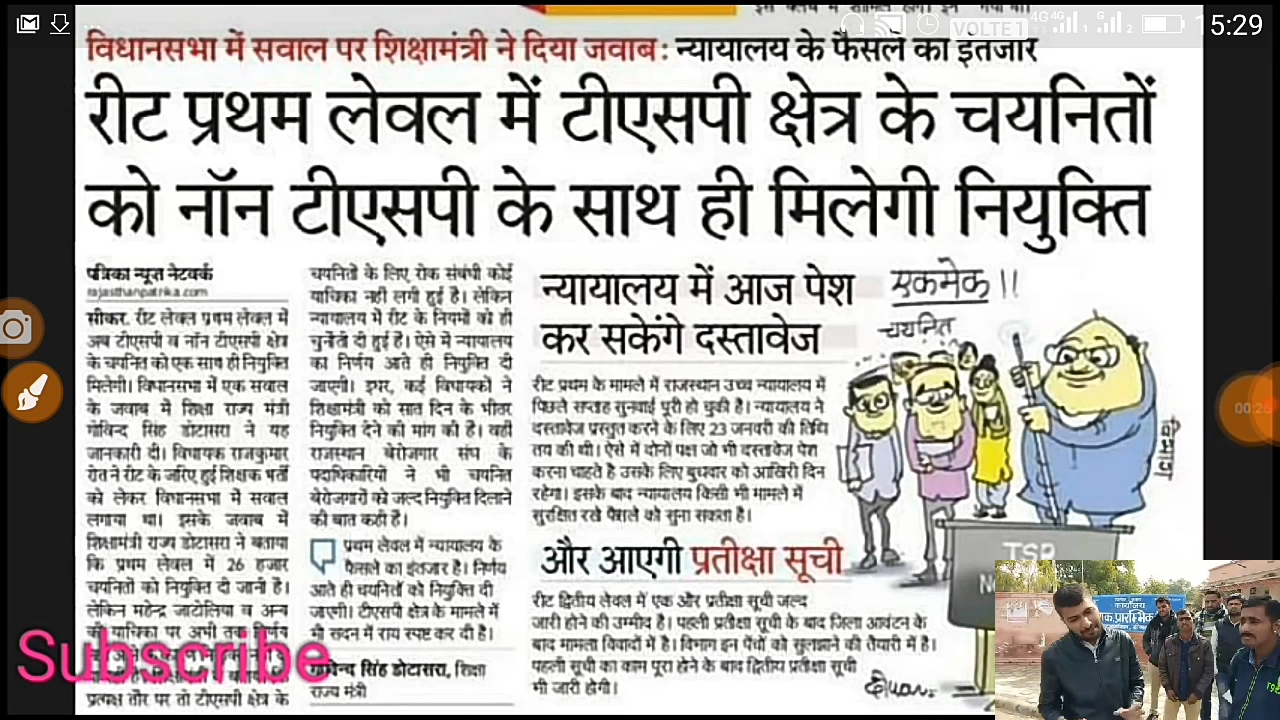 VOLTE1
4G
4G
G
2
15:29
विधानसभा में सवाल पर शिक्षामंत्री ने दिया जवाब: न्यायालय के फैसले का इंतजार
रीट प्रथम लेवल में टीएसपी क्षेत्र के चयनितों
को नॉन टीएसपी के साथ ही मिलेगी नियुक्ति
पत्रिका न्यूज नेटवर्क
rajasthanpatrika.com
सीकर. रीट लेवल प्रथम लेवल में
अब टीएसपी व नॉन टीएसपी क्षेत्र
के चयनित को एक साथ ही नियुक्ति
मिलेगी। विधानसभा में एक सवाल
के जवाब में शिक्षा राज्य मंत्री
गोविन्द सिंह डोटासरा ने यह
जानकारी दी। विधायक राजकुमार
रोत ने रीट के जरिए हुई शिक्षक भर्ती
को लेकर विधानसभा में सवाल
लगाया था। इसके जवाब में
शिक्षामंत्री राज्य डोटासरा ने बताया
कि प्रथम लेवल में 26 हजार
चयनितों को नियुक्ति दी जानी है।
लेकिन महेन्द्र जाटोलिया व अन्य
की याचिका पर अभी तक निर्णय
प्रत्यक्ष तौर पर तो टीएसपी क्षेत्र के
चयनितों के लिए रोक संबंधी कोई
याचिका नहीं लगी हुई है। लेकिन
न्यायालय में रीट के नियमों को ही
चुनौती दी हुई है। ऐसे में न्यायालय
का निर्णय आते ही नियुक्ति दी
जाएगी। इधर, कई विधायकों ने
शिक्षामंत्री को सात दिन के भीतर
नियुक्ति देने की मांग की है। वहीं
राजस्थान बेरोजगार संघ के
पदाधिकारियों ने भी चयनित
बेरोजगारों को जल्द नियुक्ति दिलाने
की बात कही है।
प्रथम लेवल में न्यायालय के
फैसले का इंतजार है। निर्णय
आते ही चयनितों को नियुक्ति दी
जाएगी। टीएसपी क्षेत्र के मामले में
भी सदन में राय स्पष्ट कर दी है।
गोविन्द सिंह डोटासरा, शिक्षा
राज्य मंत्री
न्यायालय में आज पेश
कर सकेंगे दस्तावेज
रीट प्रथम के मामले में राजस्थान उच्च न्यायालय में
पिछले सप्ताह सुनवाई पूरी हो चुकी है। न्यायालय ने
दस्तावेज प्रस्तुत करने के लिए 23 जनवरी की तिथि
तय की थी। ऐसे में दोनों पक्ष जो भी दस्तावेज पेश
करना चाहते है उसके लिए बुधवार को आखिरी दिन
रहेगा। इसके बाद न्यायालय किसी भी मामले में
सुरक्षित रखे फैसले को सुना सकता है।
और आएगी प्रतीक्षा सूची
रीट द्वितीय लेवल में एक और प्रतीक्षा सूची जल्द
जारी होने की उम्मीद है। पहली प्रतीक्षा सूची के बाद जिला आवंटन के
बाद मामला विवादों में है। विभाग इन पेंचों को सुलझाने की तैयारी में है।
पहली सूची का काम पूरा होने के बाद द्वितीय प्रतीक्षा सूची
भी जारी होगी।
एकमेक !!
चयनित
विभाग
TSP
कार्यालय
क.प्रारम्भिक
Subscribe